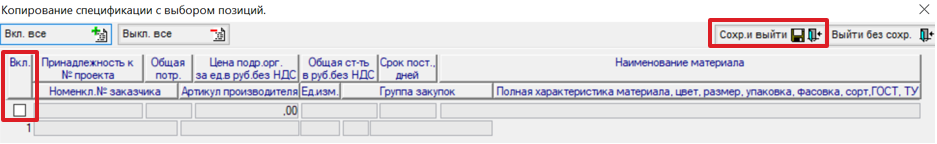 Копирование спецификации с выбором позиций.
Вкл. все Выкл. все Сохр.и выйти Выйти без сохр.
Вкл. Принадлежность к № проекта Общая потр. Цена подр.орг. за ед.в руб.без НДС Общая ст-ть в руб.без НДС Срок пост., дней Наименование материала
Номенкл.№ заказчика Артикул производителя Ед.изм. Группа закупок Полная характеристика материала, цвет, размер, упаковка, фасовка, сорт,ГОСТ, ТУ
,00
1